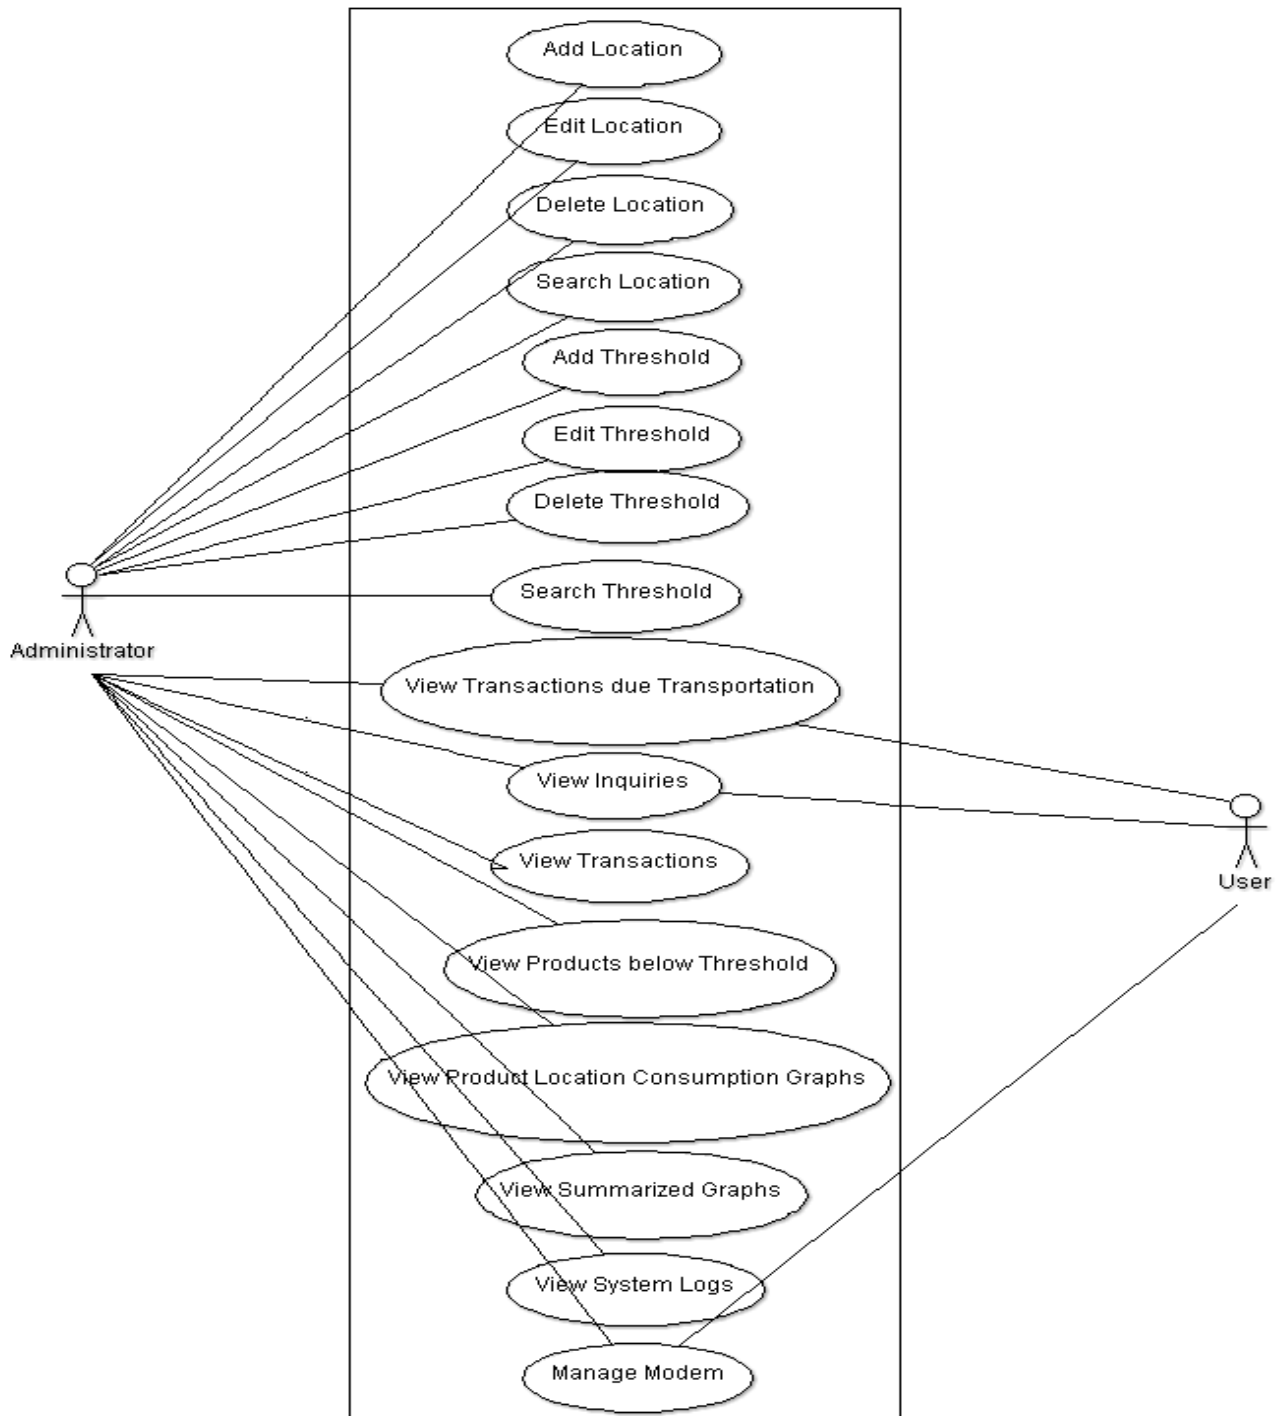 Add Location
Edit Location
Delete Location
Search Location
Add Threshold
Edit Threshold
Delete Threshold
Search Threshold
Administrator
View Transactions due Transportation
View Inquiries
View Transactions
User
View Products below Threshold
View Product Location Consumption Graphs
View Summarized Graphs
View System Logs
Manage Modem